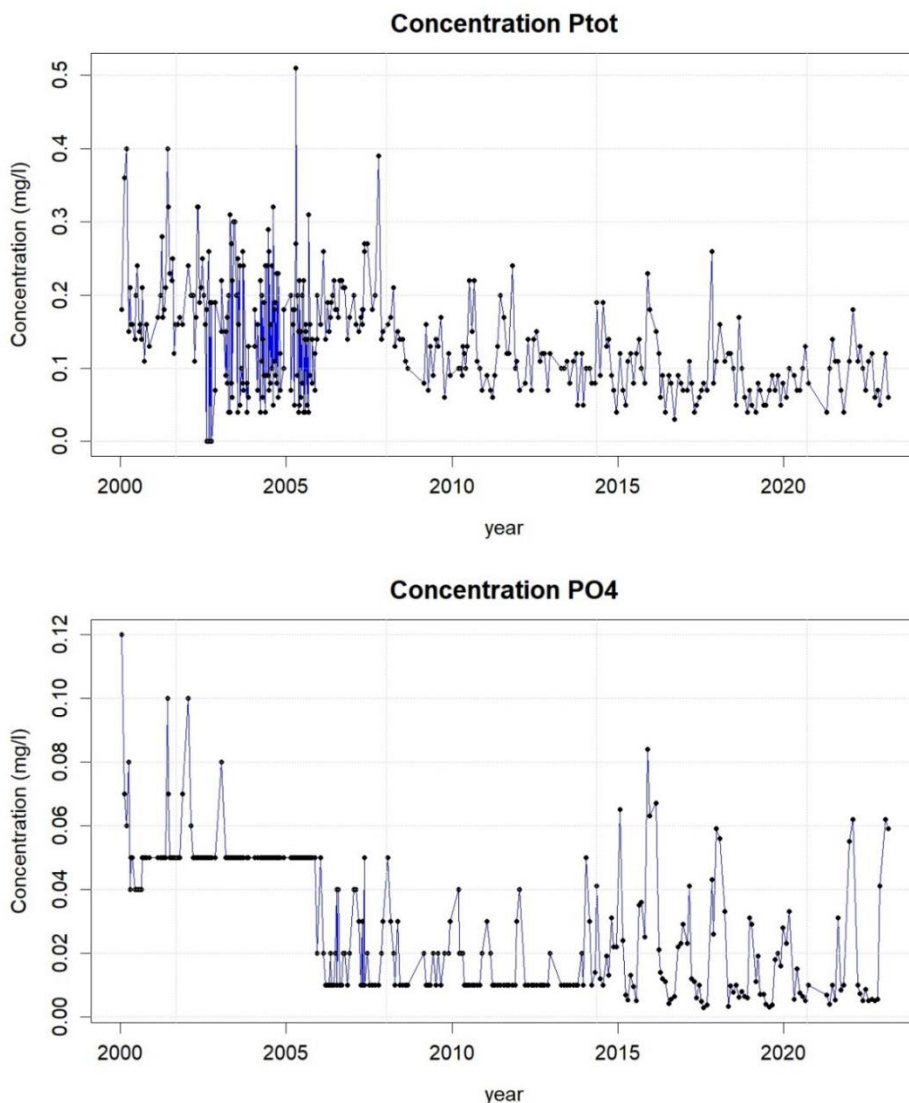 Concentration Ptot
Concentration (mg/l)
0.5
0.4
0.3
0.2
0.1
0.0
2000 2005 2010 2015 2020
year
Concentration PO4
Concentration (mg/l)
0.12
0.10
0.08
0.06
0.04
0.02
0.00
2000 2005 2010 2015 2020
year